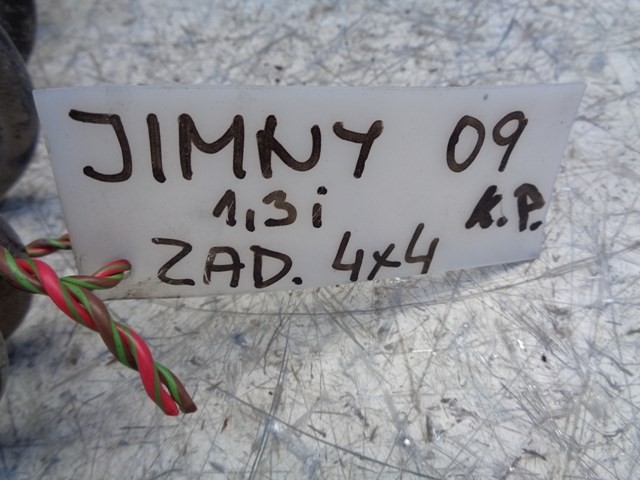 JIMNY 09
1,3i K.P.
ZAD. 4x4